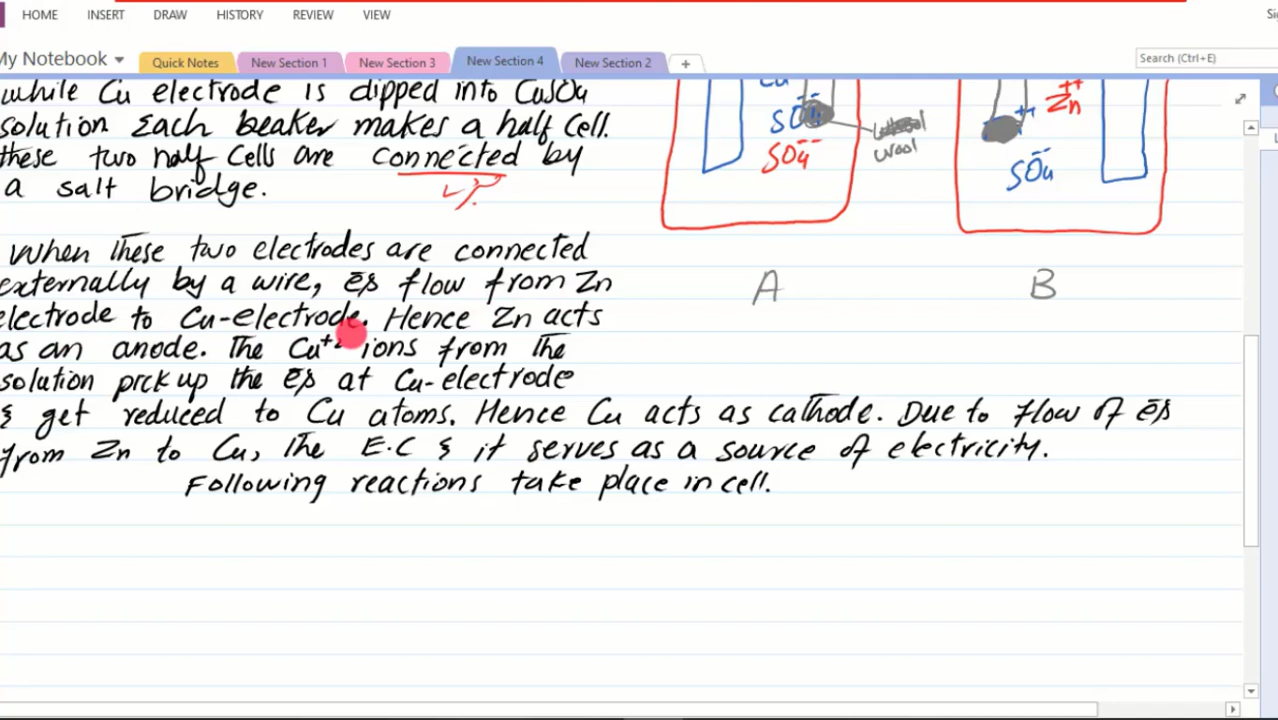 HOME INSERT DRAW HISTORY REVIEW VIEW
My Notebook Quick Notes New Section 1 New Section 3 New Section 4 New Section 2 + Search (Ctrl+E)
while Cu electrode is dipped into CuSO4
solution Each beaker makes a half cell.
these two half Cells are connected by
a salt bridge.
When these two electrodes are connected
externally by a wire, ēs flow from Zn
electrode to Cu-electrode. Hence Zn acts
as an anode. The Cu+2 ions from the
solution pick up the ēs at Cu-electrode
& get reduced to Cu atoms. Hence Cu acts as cathode. Due to flow of ēs
from Zn to Cu, the E.C & it serves as a source of electricity.
Following reactions take place in cell.
SO4--
wool
SO4--
A
Zn++
SO4--
B